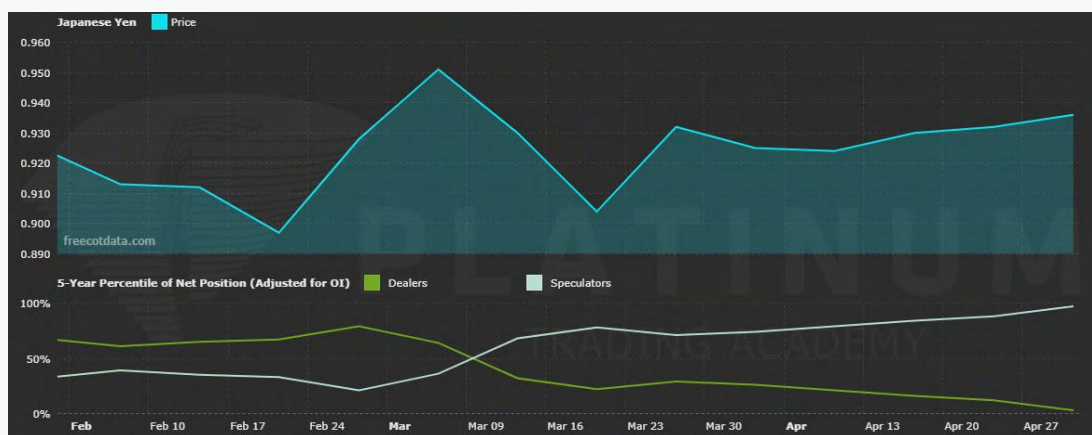 Japanese Yen Price
0.960
0.950
0.940
0.930
0.920
0.910
0.900
0.890
freecotdata.com
PLATINUM
TRADING ACADEMY
5-Year Percentile of Net Position (Adjusted for OI) Dealers Speculators
100%
50%
0%
Feb Feb 10 Feb 17 Feb 24 Mar Mar 09 Mar 16 Mar 23 Mar 30 Apr Apr 13 Apr 20 Apr 27